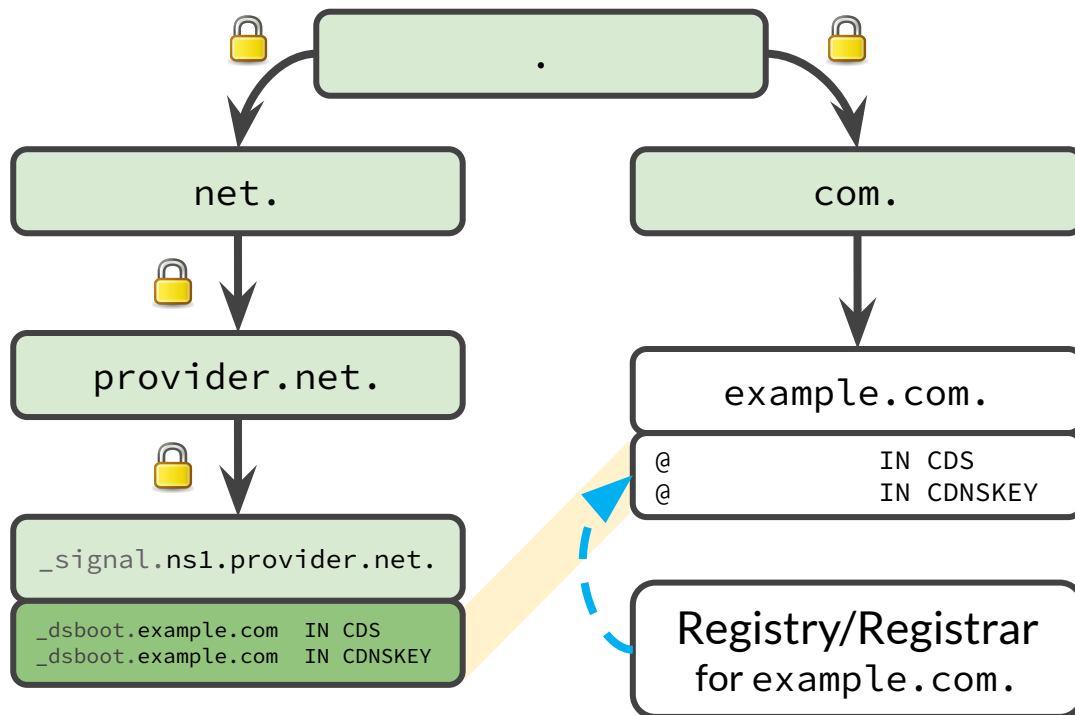 .
net.
com.
provider.net.
example.com.
@ IN CDS
@ IN CDNSKEY
_signal.ns1.provider.net.
_dsboot.example.com IN CDS
_dsboot.example.com IN CDNSKEY
Registry/Registrar
for example.com.